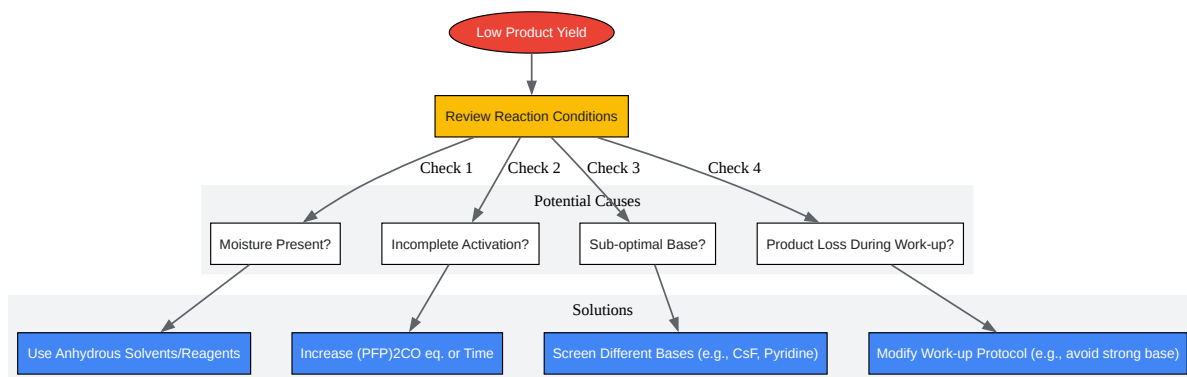 Low Product Yield
Review Reaction Conditions
Check 1
Check 2
Check 3
Check 4
Potential Causes
Moisture Present?
Incomplete Activation?
Sub-optimal Base?
Product Loss During Work-up?
Solutions
Use Anhydrous Solvents/Reagents
Increase (PFP)2CO eq. or Time
Screen Different Bases (e.g., CsF, Pyridine)
Modify Work-up Protocol (e.g., avoid strong base)